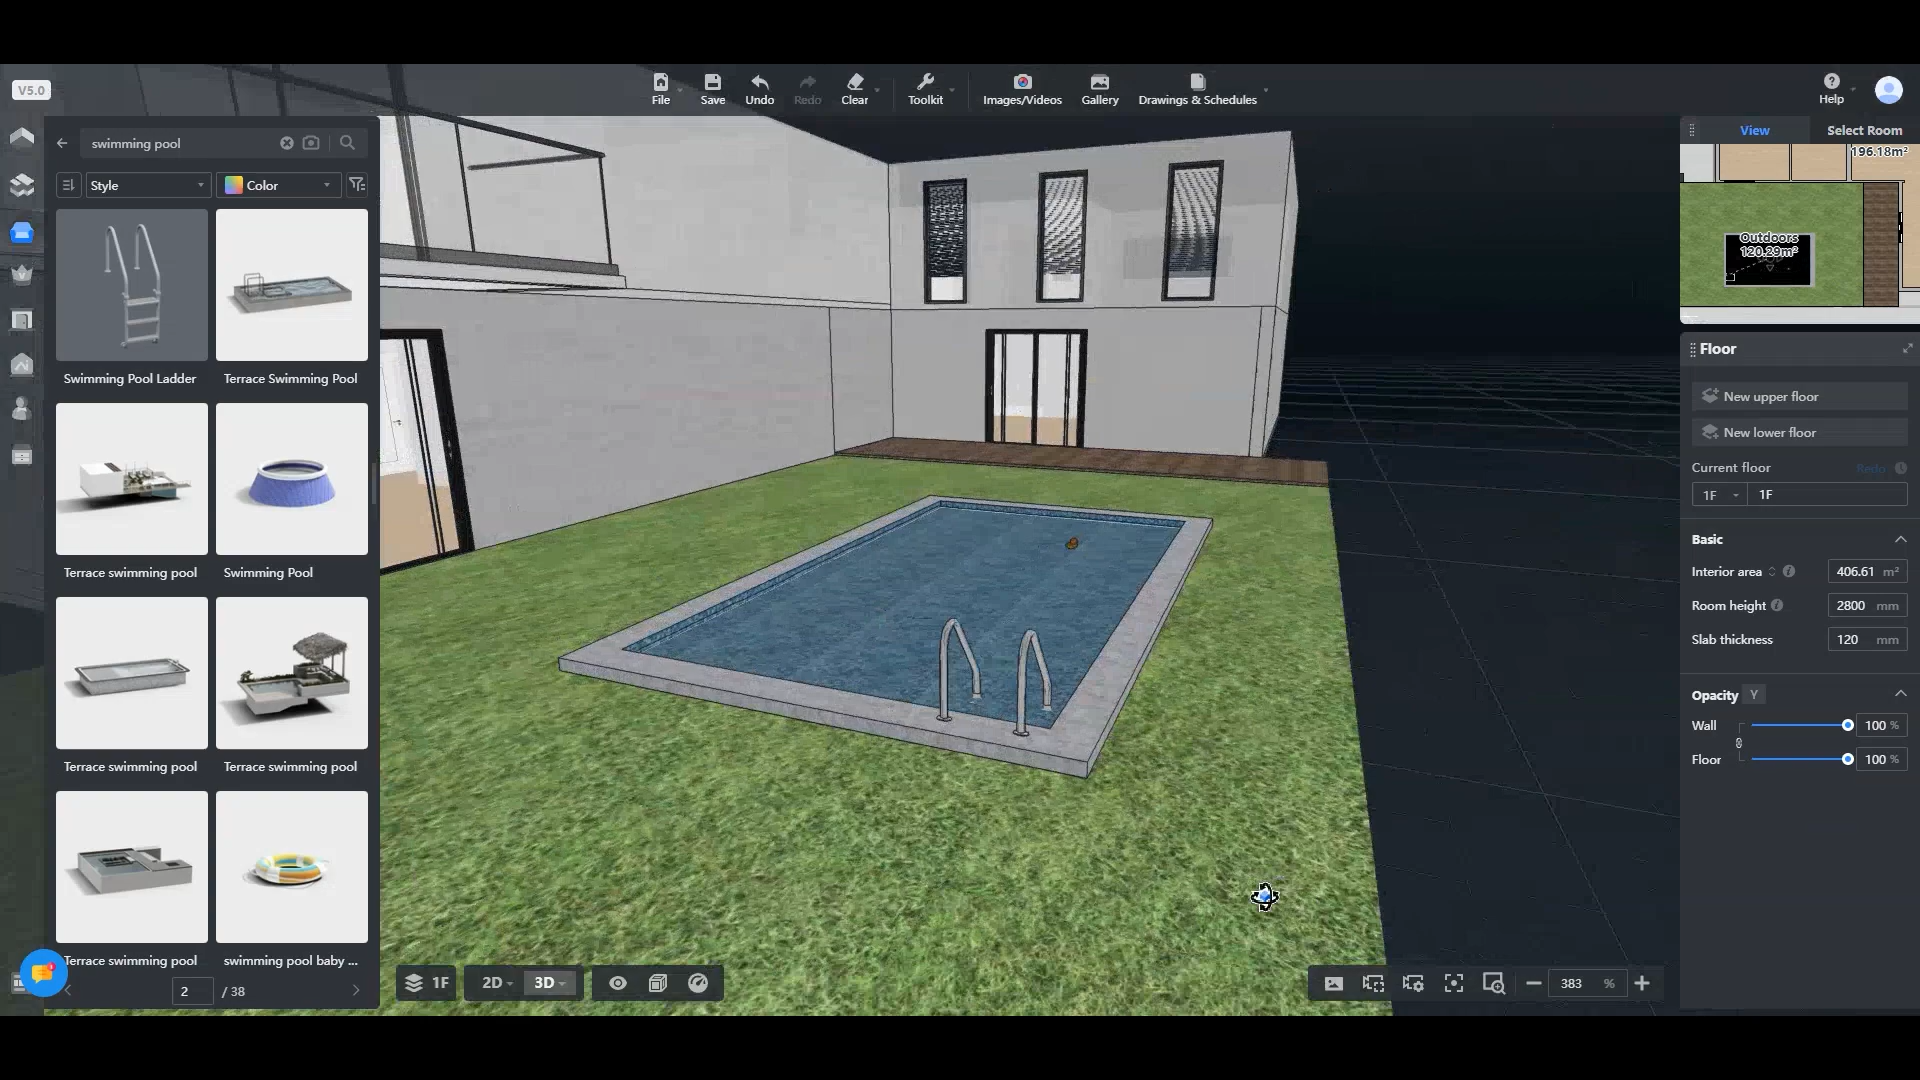 V5.0
File
Save
Undo
Redo
Clear
Toolkit
Images/Videos
Gallery
Drawings & Schedules
Help
swimming pool
Style
Color
Swimming Pool Ladder
Terrace Swimming Pool
Terrace swimming pool
Swimming Pool
Terrace swimming pool
Terrace swimming pool
Terrace swimming pool
swimming pool baby ...
2 / 38
1F
2D
3D
383 %
View
Select Room
196.18m²
Outdoors
120.29m²
Floor
New upper floor
New lower floor
Current floor
Redo
1F
1F
Basic
Interior area
406.61 m²
Room height
2800 mm
Slab thickness
120 mm
Opacity
Y
Wall
100 %
Floor
100 %